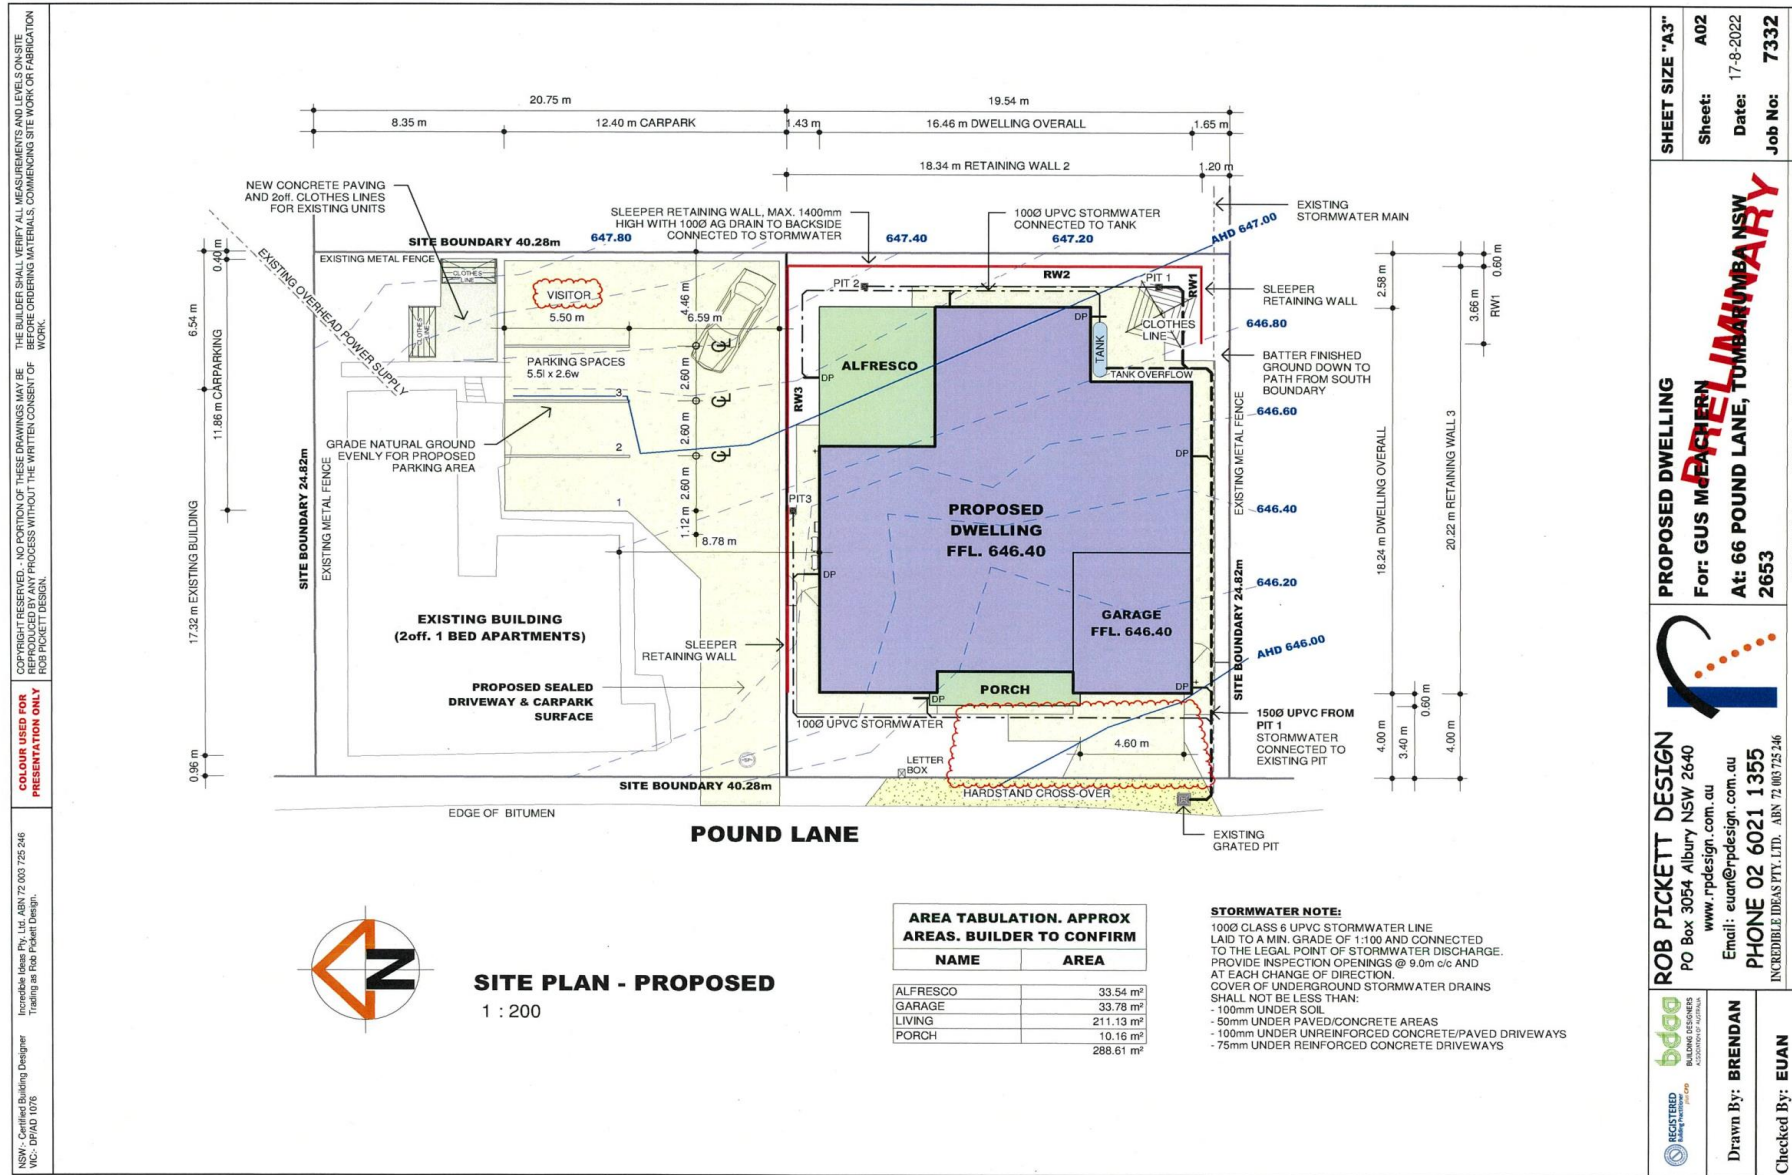 THE BUILDER SHALL VERIFY ALL MEASUREMENTS AND LEVELS ON-SITE
BEFORE ORDERING MATERIALS, COMMENCING SITE WORK OR FABRICATION
WORK.
COPYRIGHT RESERVED. - NO PORTION OF THESE DRAWINGS MAY BE
REPRODUCED BY ANY PROCESS WITHOUT THE WRITTEN CONSENT OF
ROB PICKETT DESIGN.
COLOUR USED FOR
PRESENTATION ONLY
Incredible Ideas Pty. Ltd. ABN 72 003 725 246
Trading as Rob Pickett Design.
NSW:- Certified Building Designer
VIC:- DP/AD 1076
20.75 m
19.54 m
8.35 m
12.40 m CARPARK
1.43 m
16.46 m DWELLING OVERALL
1.65 m
18.34 m RETAINING WALL 2
1.20 m
NEW CONCRETE PAVING
AND 2off. CLOTHES LINES
FOR EXISTING UNITS
SLEEPER RETAINING WALL, MAX. 1400mm
HIGH WITH 100Ø AG DRAIN TO BACKSIDE
CONNECTED TO STORMWATER
100Ø UPVC STORMWATER
CONNECTED TO TANK
EXISTING
STORMWATER MAIN
SITE BOUNDARY 40.28m
647.80
647.40
647.20
AHD 647.00
EXISTING METAL FENCE
EXISTING OVERHEAD POWER SUPPLY
CLOTHES
LINE
CLOTHES
LINE
VISITOR
5.50 m
4.46 m
6.59 m
PIT 2
RW2
PIT 1
RW1
SLEEPER
RETAINING WALL
CLOTHES
LINE
646.80
DP
TANK
TANK OVERFLOW
BATTER FINISHED
GROUND DOWN TO
PATH FROM SOUTH
BOUNDARY
ALFRESCO
DP
RW3
PARKING SPACES
5.5l x 2.6w
2.60 m
2.60 m
2.60 m
1.12 m
3
2
1
GRADE NATURAL GROUND
EVENLY FOR PROPOSED
PARKING AREA
646.60
EXISTING METAL FENCE
DP
646.40
PIT3
8.78 m
PROPOSED
DWELLING
FFL. 646.40
646.20
DP
GARAGE
FFL. 646.40
AHD 646.00
SITE BOUNDARY 24.82m
EXISTING METAL FENCE
SITE BOUNDARY 24.82m
EXISTING BUILDING
(2off. 1 BED APARTMENTS)
SLEEPER
RETAINING WALL
PROPOSED SEALED
DRIVEWAY & CARPARK
SURFACE
PORCH
DP
DP
100Ø UPVC STORMWATER
4.60 m
150Ø UPVC FROM
PIT 1
STORMWATER
CONNECTED TO
EXISTING PIT
LETTER
BOX
SITE BOUNDARY 40.28m
HARDSTAND CROSS-OVER
EDGE OF BITUMEN
POUND LANE
EXISTING
GRATED PIT
0.40 m
6.54 m
11.86 m CARPARKING
17.32 m EXISTING BUILDING
0.96 m
2.58 m
3.66 m
RW1
0.60 m
18.24 m DWELLING OVERALL
20.22 m RETAINING WALL 3
0.60 m
4.00 m
3.40 m
4.00 m
N
SITE PLAN - PROPOSED
1 : 200
AREA TABULATION. APPROX
AREAS. BUILDER TO CONFIRM
NAME AREA
ALFRESCO 33.54 m²
GARAGE 33.78 m²
LIVING 211.13 m²
PORCH 10.16 m²
288.61 m²
STORMWATER NOTE:
100Ø CLASS 6 UPVC STORMWATER LINE
LAID TO A MIN. GRADE OF 1:100 AND CONNECTED
TO THE LEGAL POINT OF STORMWATER DISCHARGE.
PROVIDE INSPECTION OPENINGS @ 9.0m c/c AND
AT EACH CHANGE OF DIRECTION.
COVER OF UNDERGROUND STORMWATER DRAINS
SHALL NOT BE LESS THAN:
- 100mm UNDER SOIL
- 50mm UNDER PAVED/CONCRETE AREAS
- 100mm UNDER UNREINFORCED CONCRETE/PAVED DRIVEWAYS
- 75mm UNDER REINFORCED CONCRETE DRIVEWAYS
SHEET SIZE "A3"
Sheet: A02
Date: 17-8-2022
Job No: 7332
PROPOSED DWELLING
For: GUS McEACHERN
At: 66 POUND LANE, TUMBARUMBA NSW
2653
PRELIMINARY
ROB PICKETT DESIGN
PO Box 3054 Albury NSW 2640
www.rpdesign.com.au
Email: euan@rpdesign.com.au
PHONE 02 6021 1355
INCREDIBLE IDEAS PTY. LTD. ABN 72 003 725 246
bdaa
BUILDING DESIGNERS
ASSOCIATION OF AUSTRALIA
REGISTERED
Building Practitioner
Drawn By: BRENDAN
Checked By: EUAN